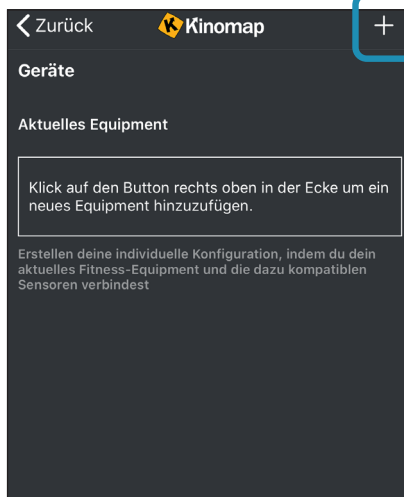 Zurück Kinomap +
Geräte
Aktuelles Equipment
Klick auf den Button rechts oben in der Ecke um ein
neues Equipment hinzuzufügen.
Erstellen deine individuelle Konfiguration, indem du dein
aktuelles Fitness-Equipment und die dazu kompatiblen
Sensoren verbindest